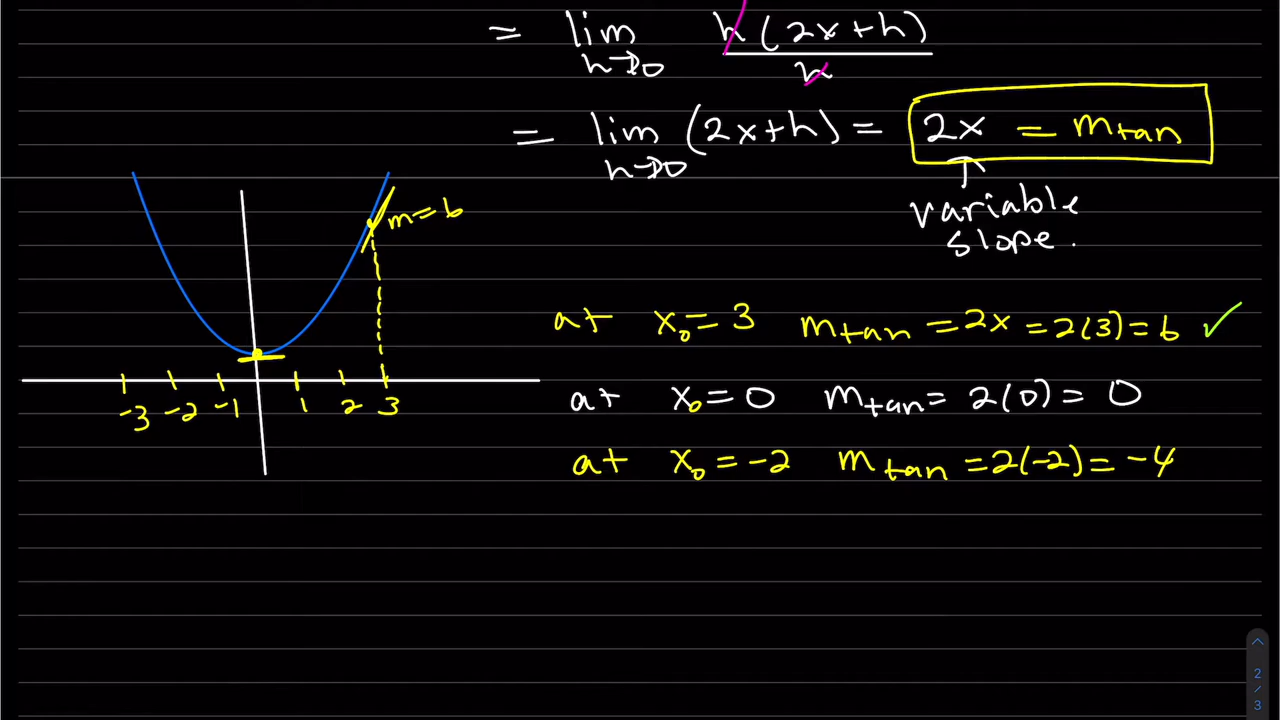 = lim h(2x+h)
h→0 h
= lim (2x+h) = 2x = mtan
h→0
variable
slope.
m=6
at x₀ = 3 mtan = 2x = 2(3) = 6 ✓
at x₀ = 0 mtan = 2(0) = 0
at x₀ = -2 mtan = 2(-2) = -4
-3 -2 -1 1 2 3
2
/
3